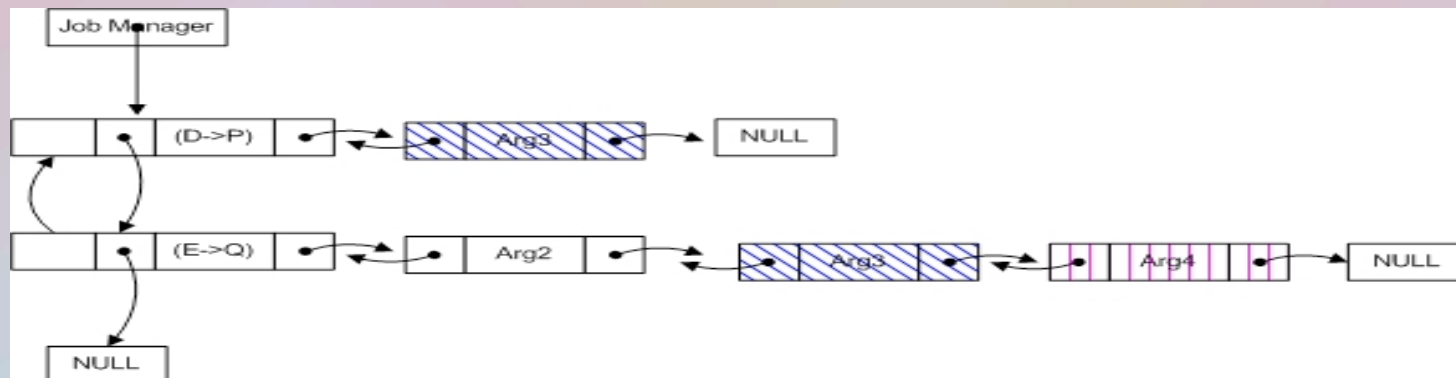 Job Manager
(D->P) Arg3 NULL
(E->Q) Arg2 Arg3 Arg4 NULL
NULL